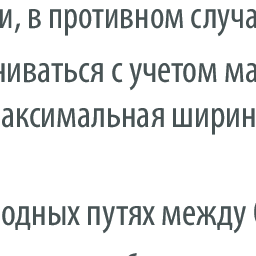 и, в противном случа
ниваться с учетом ма
аксимальная ширин
одных путях между